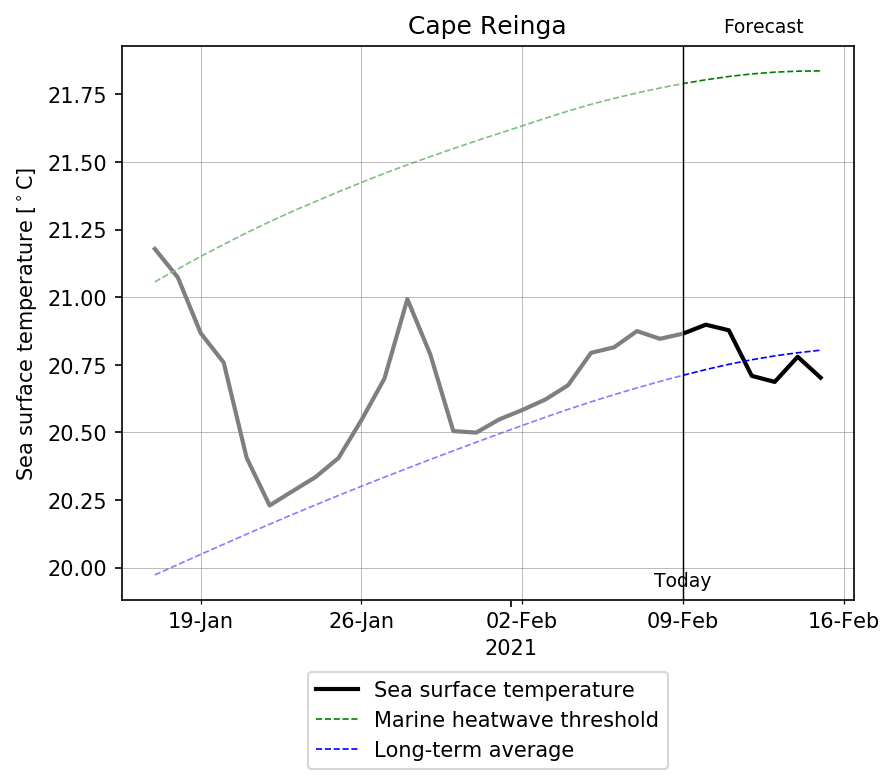 Cape Reinga
Forecast
Sea surface temperature [°C]
21.75
21.50
21.25
21.00
20.75
20.50
20.25
20.00
Today
19-Jan 26-Jan 02-Feb 09-Feb 16-Feb
2021
Sea surface temperature
Marine heatwave threshold
Long-term average